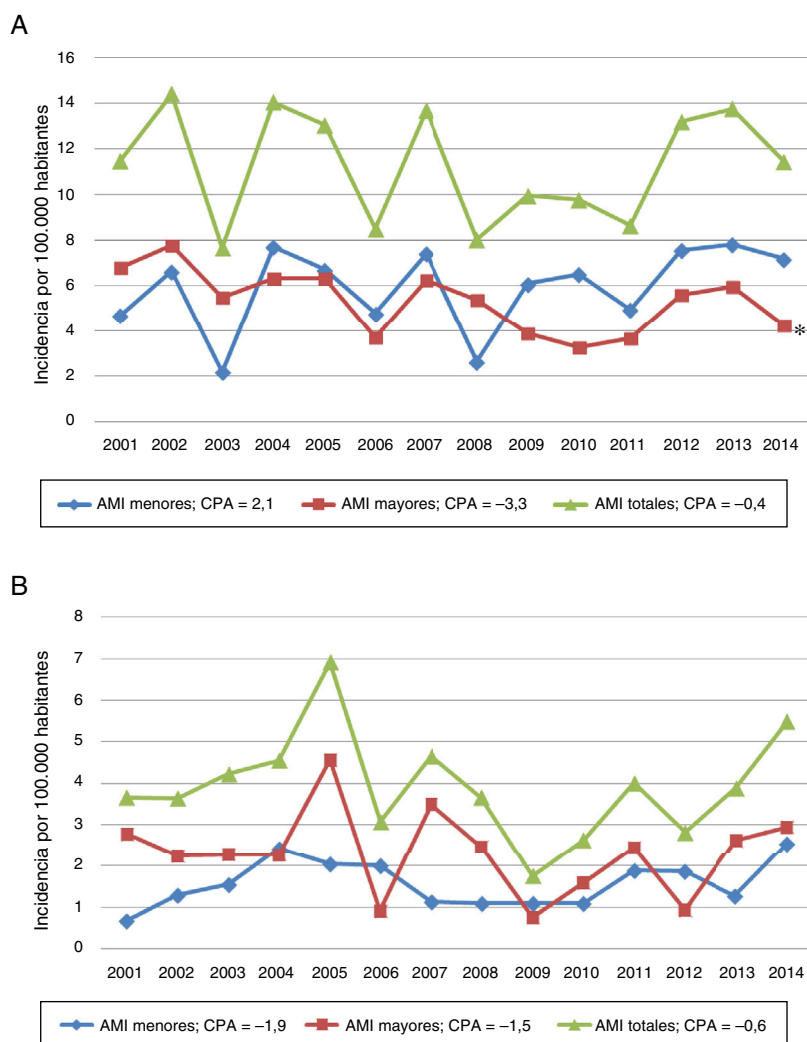 A
Incidencia por 100.000 habitantes
16
14
12
10
8
6
4
2
0
*
2001 2002 2003 2004 2005 2006 2007 2008 2009 2010 2011 2012 2013 2014
AMI menores; CPA = 2,1 AMI mayores; CPA = –3,3 AMI totales; CPA = –0,4
B
Incidencia por 100.000 habitantes
8
7
6
5
4
3
2
1
0
2001 2002 2003 2004 2005 2006 2007 2008 2009 2010 2011 2012 2013 2014
AMI menores; CPA = –1,9 AMI mayores; CPA = –1,5 AMI totales; CPA = –0,6